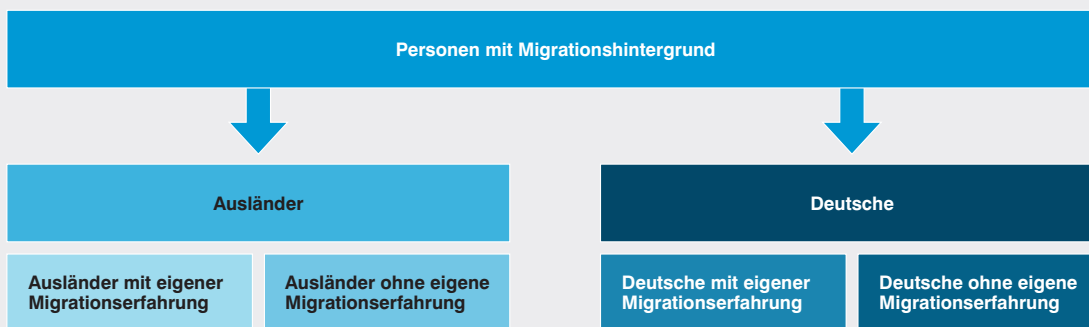 Personen mit Migrationshintergrund
Ausländer
Deutsche
Ausländer mit eigener
Migrationserfahrung
Ausländer ohne eigene
Migrationserfahrung
Deutsche mit eigener
Migrationserfahrung
Deutsche ohne eigene
Migrationserfahrung